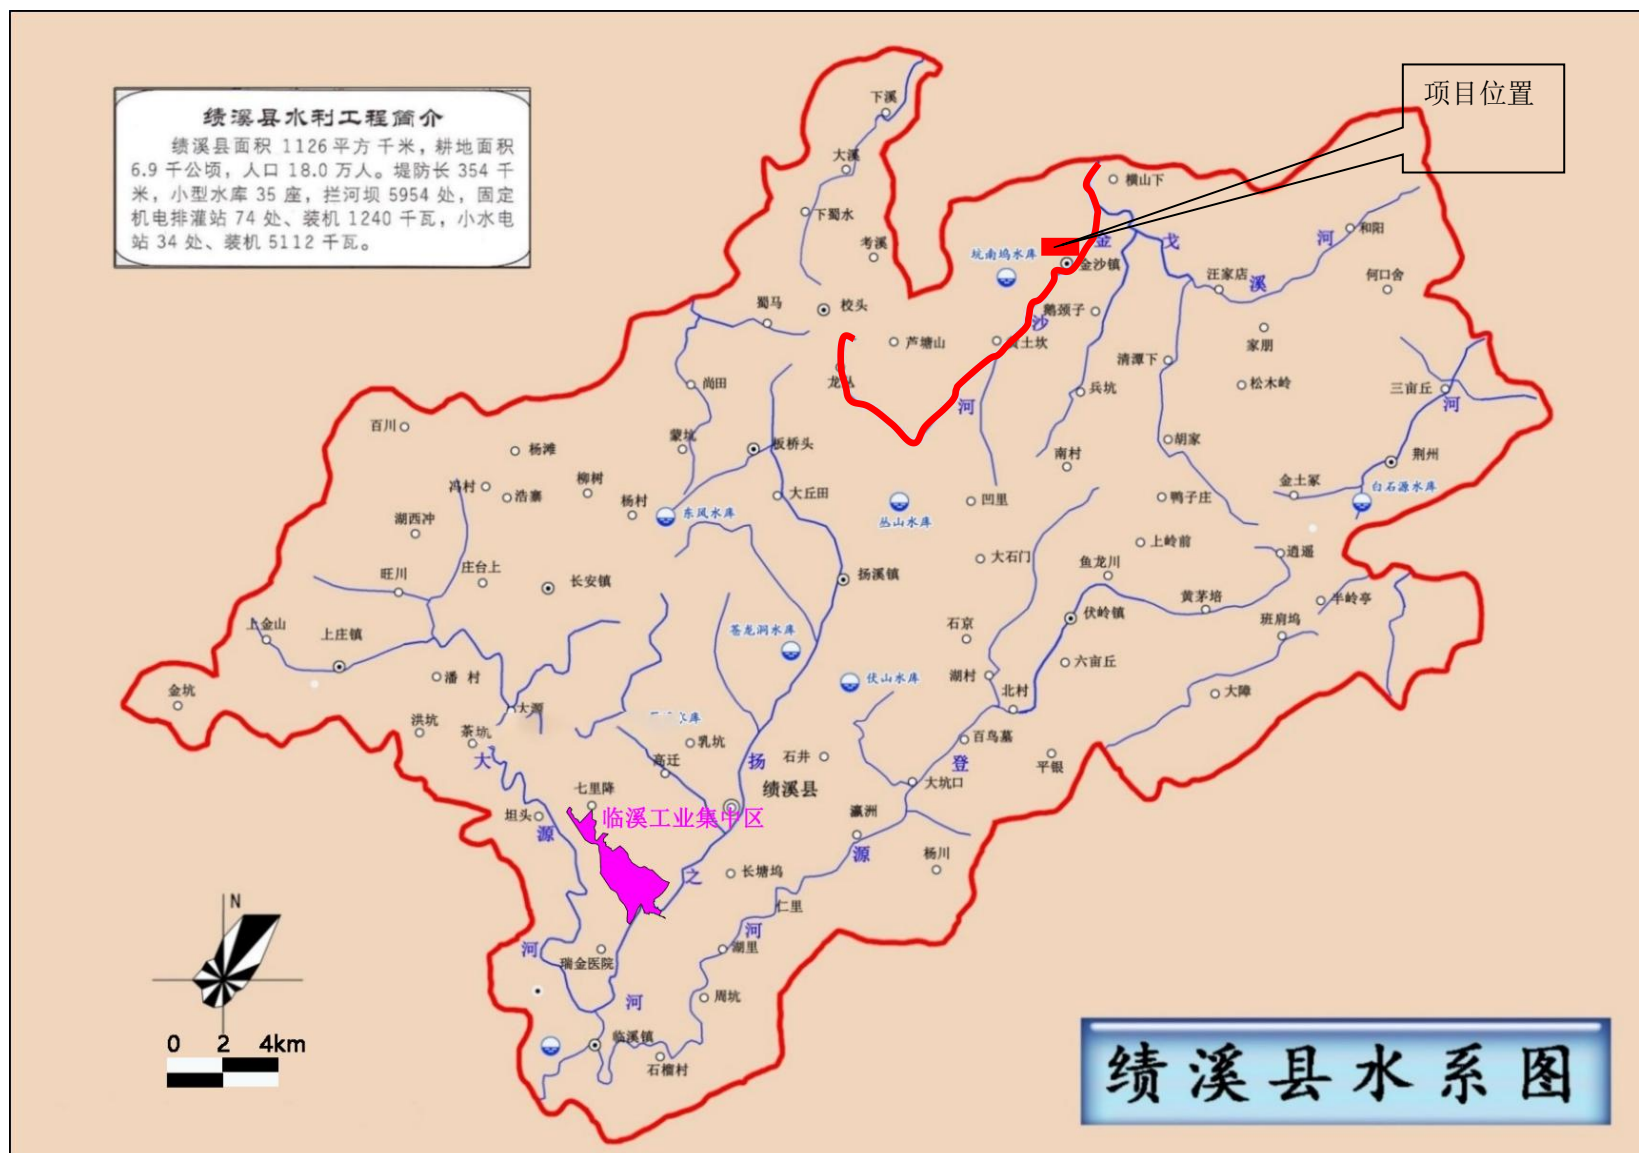 绩溪县水利工程简介
绩溪县面积 1126 平方千米，耕地面积
6.9 千公顷，人口 18.0 万人。堤防长 354 千
米，小型水库 35 座，拦河坝 5954 处，固定
机电排灌站 74 处、装机 1240 千瓦，小水电
站 34 处、装机 5112 千瓦。
项目位置
下溪
大溪
横山下
下蜀水
考溪
坑南坞水库
金沙镇
金
戈
溪
河
和阳
汪家店
何口舍
蜀马
校头
鹅颈子
沙
河
芦塘山
黄土坎
家朋
清潭下
龙丛
尚田
兵坑
松木岭
三亩丘
河
百川
杨滩
蒙坑
板桥头
胡家
南村
荆州
冯村
浩寨
柳树
杨村
大丘田
东风水库
丛山水库
凹里
鸭子庄
金土冢
白石源水库
湖西冲
旺川
庄台上
长安镇
扬溪镇
大石门
上岭前
鱼龙川
逍遥
黄茅培
半岭亭
上金山
上庄镇
苍龙洞水库
石京
伏岭镇
班肩坞
潘 村
伏山水库
湖村
六亩丘
北村
大障
金坑
大源
洪坑
茶坑
水库
乳坑
高迁
石井
百鸟墓
平银
大
源
河
扬
之
河
登
源
河
绩溪县
七里降
坦头
临溪工业集中区
大坑口
瀛洲
杨川
长塘坞
仁里
湖里
瑞金医院
周坑
临溪镇
石榴村
N
0 2 4km
绩溪县水系图